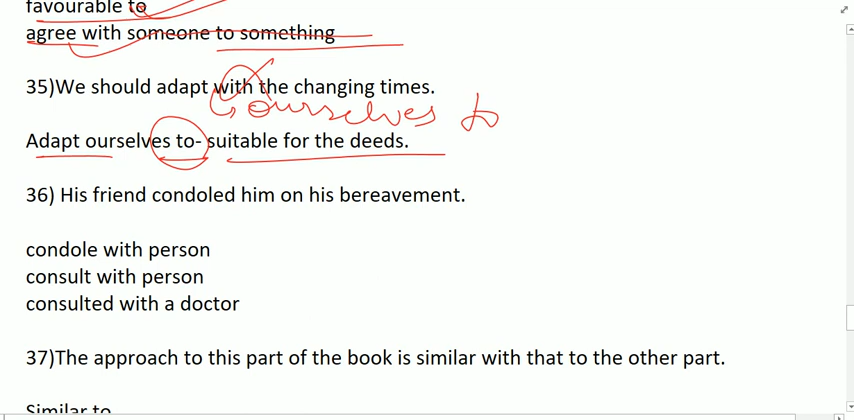 favourable to
agree with someone to something
35)We should adapt with the changing times.
ourselves to
Adapt ourselves to- suitable for the deeds.
36) His friend condoled him on his bereavement.
condole with person
consult with person
consulted with a doctor
37)The approach to this part of the book is similar with that to the other part.
Similar to